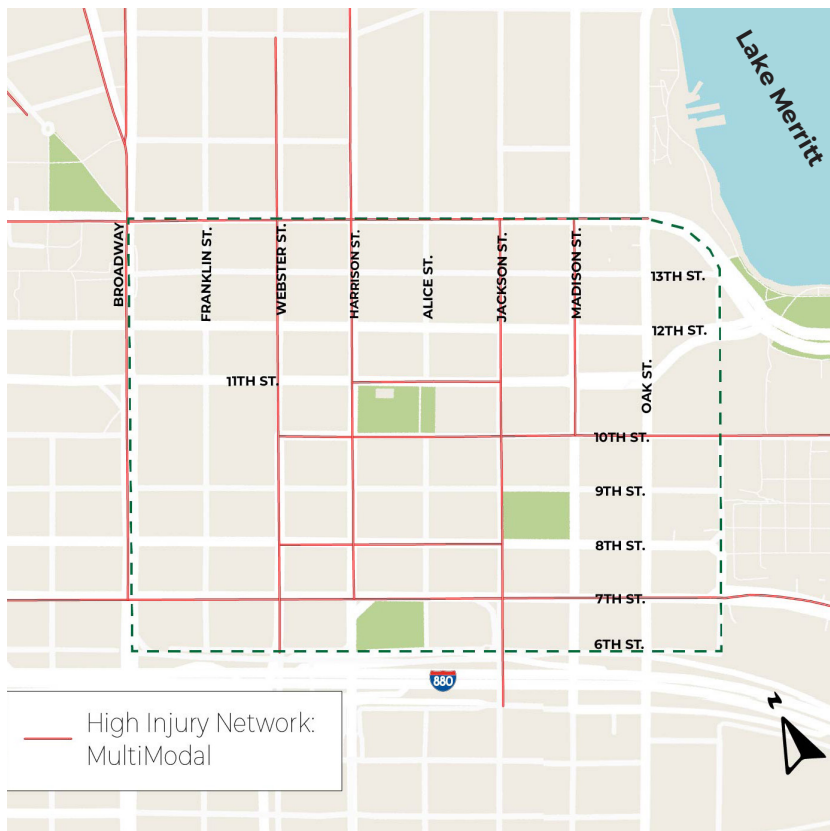 Lake Merritt
BROADWAY
FRANKLIN ST.
WEBSTER ST.
HARRISON ST.
ALICE ST.
JACKSON ST.
MADISON ST.
13TH ST.
12TH ST.
OAK ST.
11TH ST.
10TH ST.
9TH ST.
8TH ST.
7TH ST.
6TH ST.
880
High Injury Network:
MultiModal
N